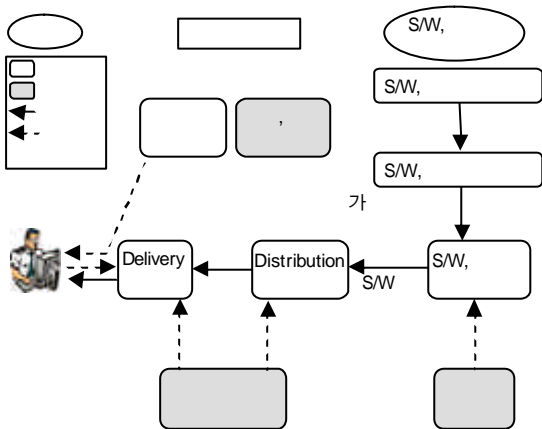 S/W,
S/W,
,
S/W,
가
Delivery
Distribution
S/W,
S/W